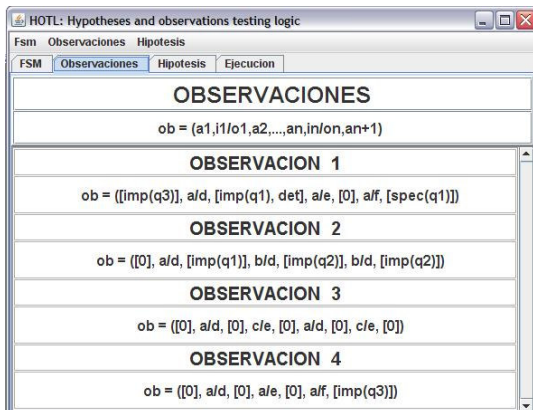 HOTL: Hypotheses and observations testing logic
Fsm Observaciones Hipotesis
FSM Observaciones Hipotesis Ejecucion
OBSERVACIONES
ob = (a1,i1/o1,a2,...,an,in/on,an+1)
OBSERVACION 1
ob = ([imp(q3)], a/d, [imp(q1), det], a/e, [0], a/f, [spec(q1)])
OBSERVACION 2
ob = ([0], a/d, [imp(q1)], b/d, [imp(q2)], b/d, [imp(q2)])
OBSERVACION 3
ob = ([0], a/d, [0], c/e, [0], a/d, [0], c/e, [0])
OBSERVACION 4
ob = ([0], a/d, [0], a/e, [0], a/f, [imp(q3)])